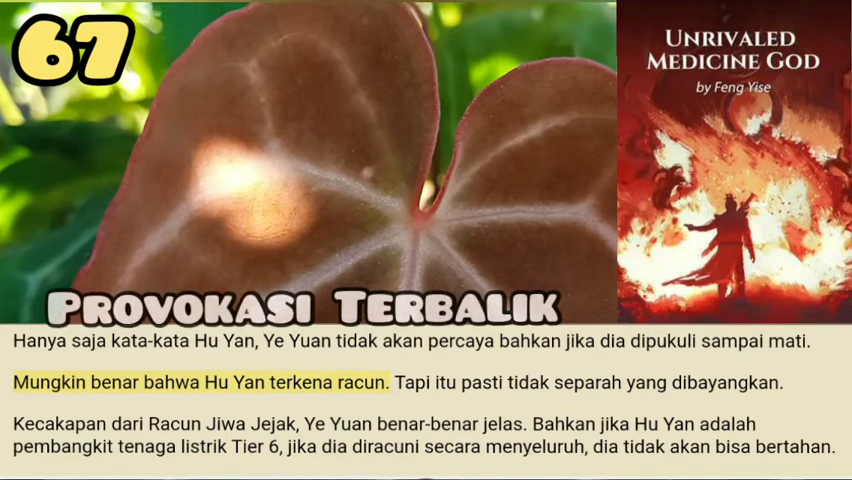 67
UNRIVALED
MEDICINE GOD
by Feng Yise
PROVOKASI TERBALIK
Hanya saja kata-kata Hu Yan, Ye Yuan tidak akan percaya bahkan jika dia dipukuli sampai mati.
Mungkin benar bahwa Hu Yan terkena racun. Tapi itu pasti tidak separah yang dibayangkan.
Kecakapan dari Racun Jiwa Jejak, Ye Yuan benar-benar jelas. Bahkan jika Hu Yan adalah
pembangkit tenaga listrik Tier 6, jika dia diracuni secara menyeluruh, dia tidak akan bisa bertahan.